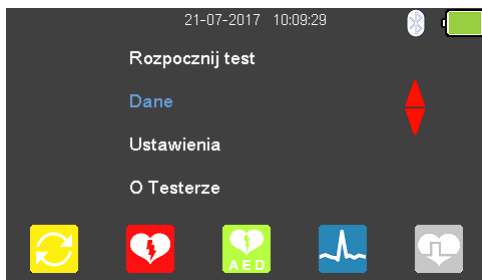 21-07-2017 10:09:29
Rozpocznij test
Dane
Ustawienia
O Testerze
AED